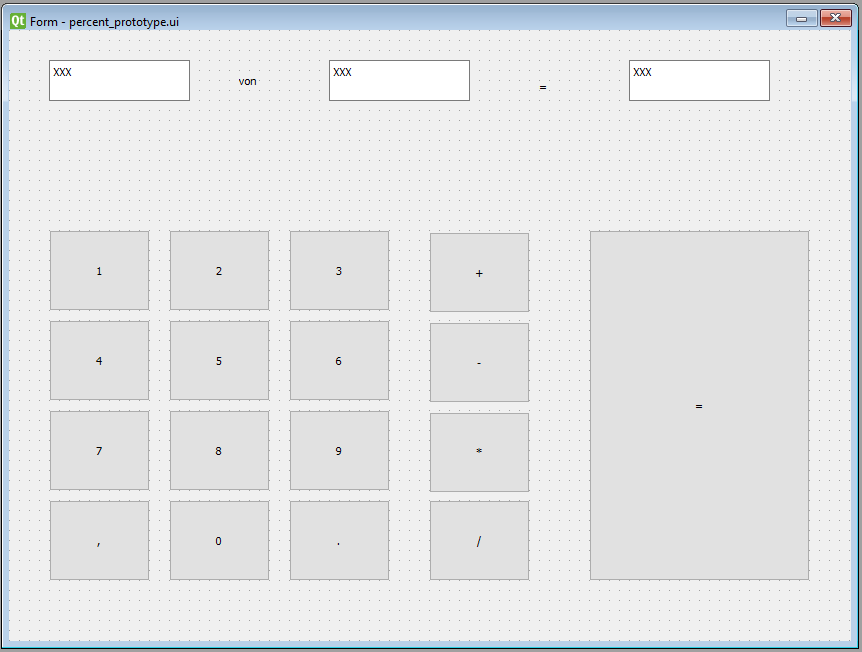 Qt Form - percent_prototype.ui
XXX von XXX = XXX
1 2 3 +
4 5 6 -
=
7 8 9 *
, 0 . /